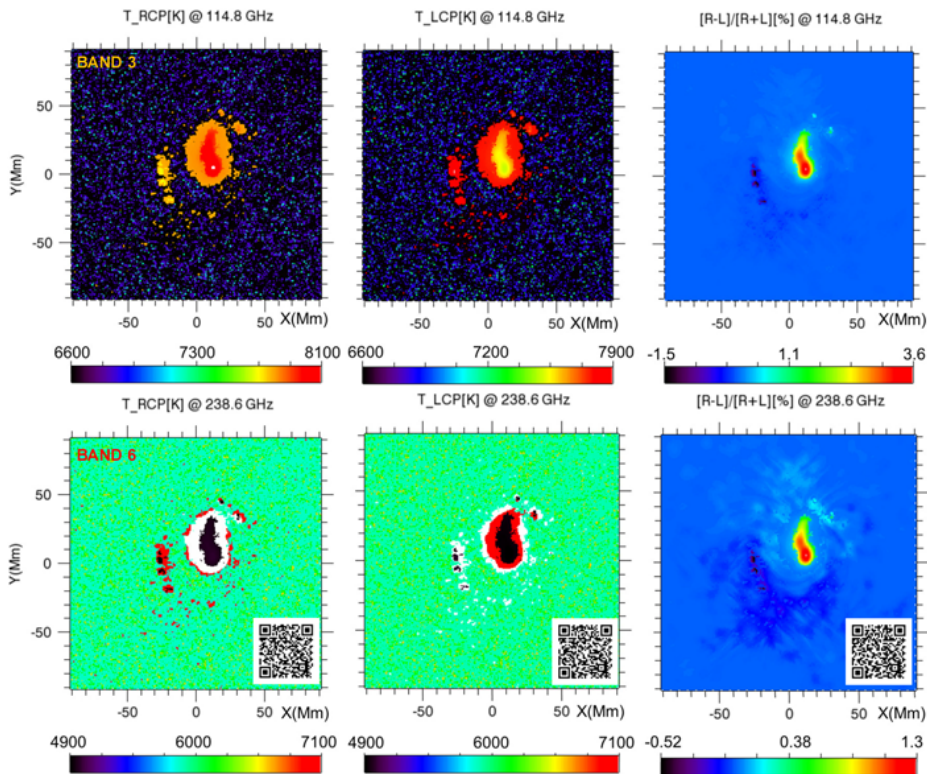 T_RCP[K] @ 114.8 GHz
T_LCP[K] @ 114.8 GHz
[R-L]/[R+L][%] @ 114.8 GHz
BAND 3
Y(Mm)
50
0
-50
-50 0 50 X(Mm)
-50 0 50 X(Mm)
-50 0 50 X(Mm)
6600 7300 8100
6600 7200 7900
-1.5 1.1 3.6
T_RCP[K] @ 238.6 GHz
T_LCP[K] @ 238.6 GHz
[R-L]/[R+L][%] @ 238.6 GHz
BAND 6
Y(Mm)
50
0
-50
-50 0 50 X(Mm)
-50 0 50 X(Mm)
-50 0 50 X(Mm)
4900 6000 7100
4900 6000 7100
-0.52 0.38 1.3